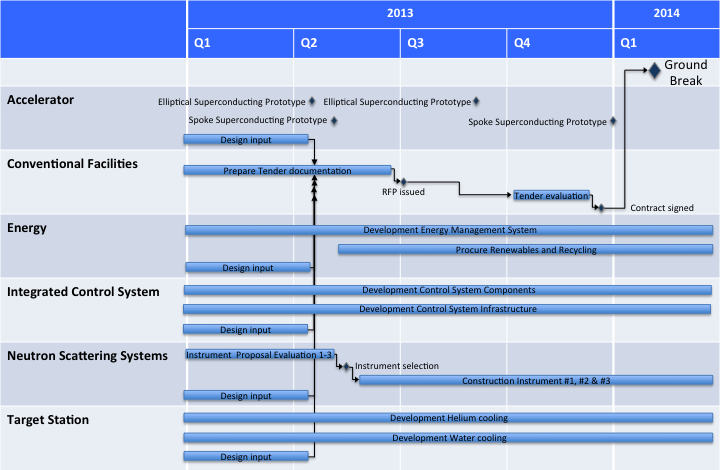 2013 2014
Q1 Q2 Q3 Q4 Q1
Ground
Break
Accelerator
Elliptical Superconducting Prototype Elliptical Superconducting Prototype
Spoke Superconducting Prototype Spoke Superconducting Prototype
Design input
Conventional Facilities
Prepare Tender documentation
RFP issued
Tender evaluation
Contract signed
Energy
Development Energy Management System
Procure Renewables and Recycling
Design input
Integrated Control System
Development Control System Components
Development Control System Infrastructure
Design input
Neutron Scattering Systems
Instrument Proposal Evaluation 1-3
Instrument selection
Construction Instrument #1, #2 & #3
Design input
Target Station
Development Helium cooling
Development Water cooling
Design input